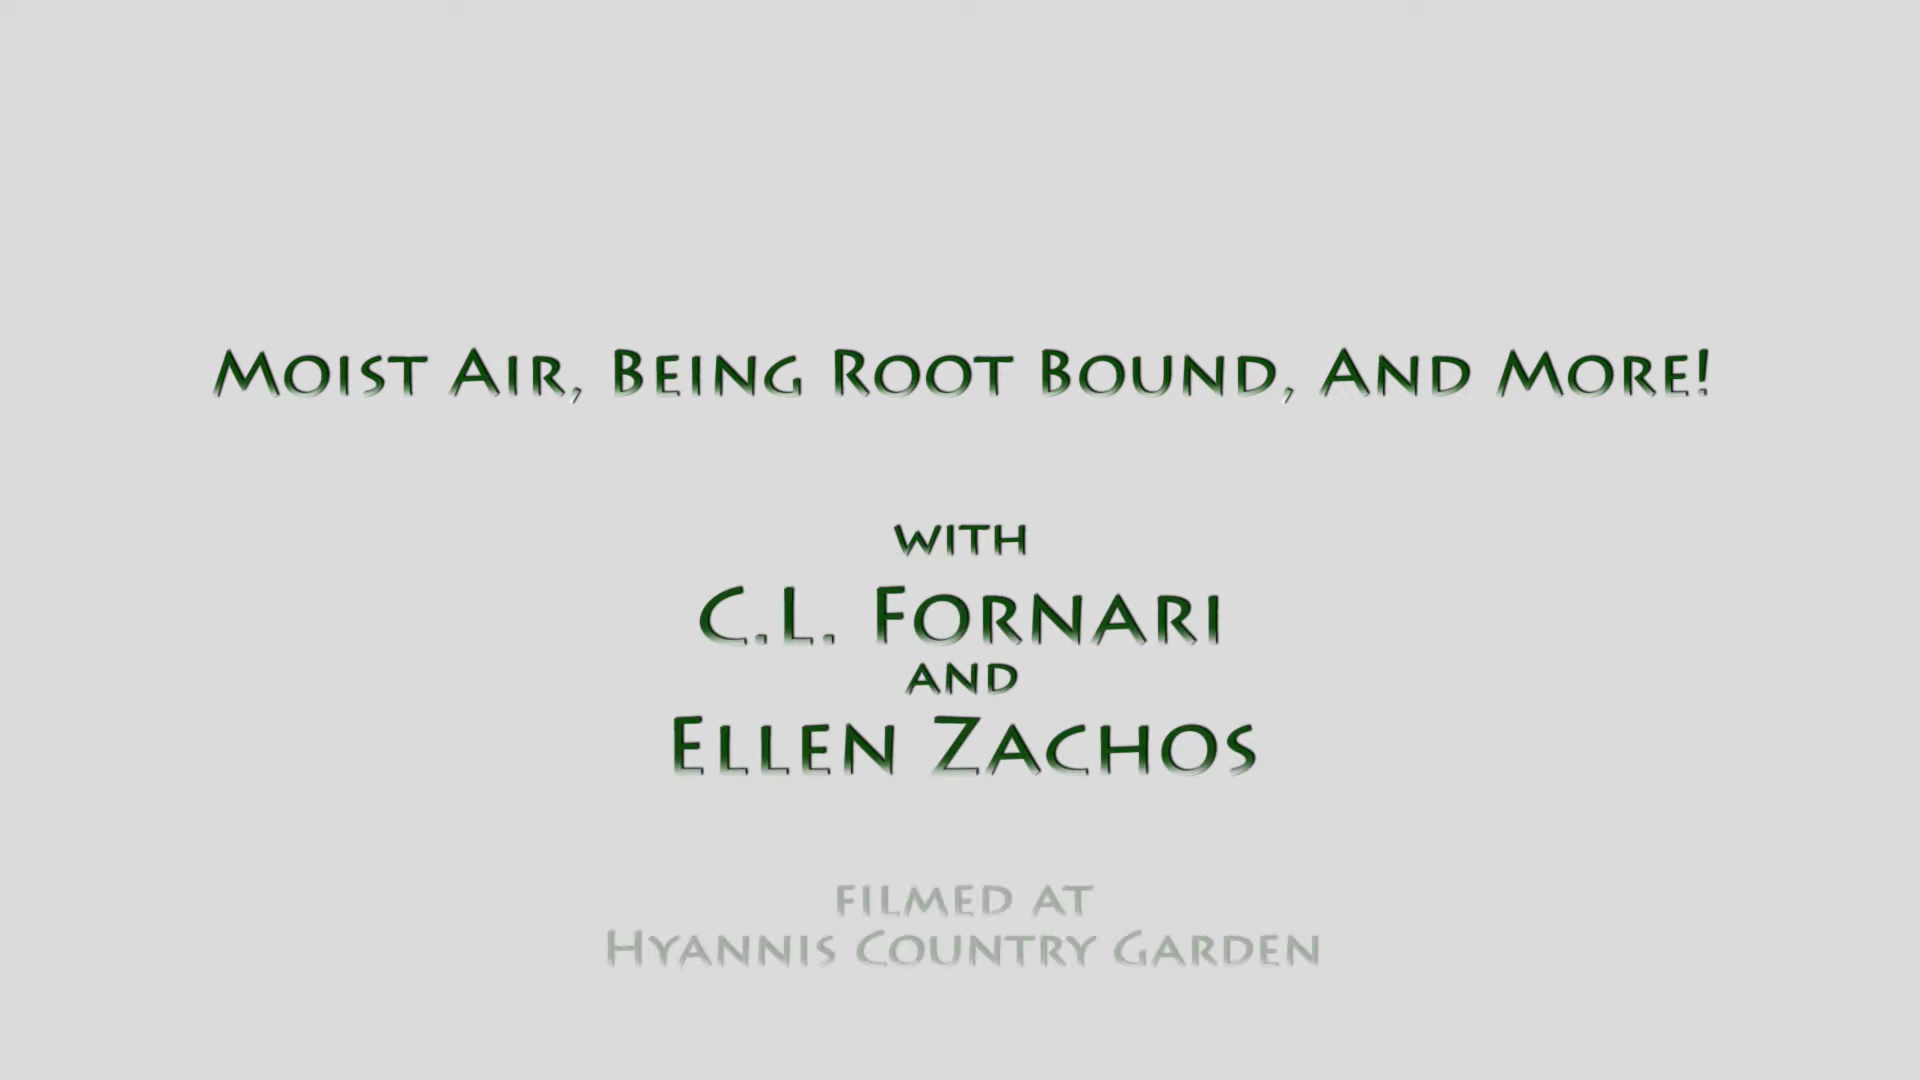 Moist Air, Being Root Bound, And More!
with
C.L. Fornari
and
Ellen Zachos
filmed at
Hyannis Country Garden